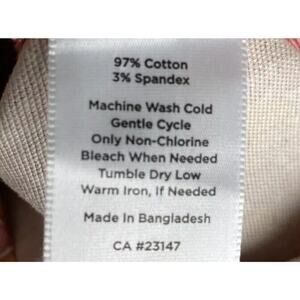 97% Cotton
3% Spandex
Machine Wash Cold
Gentle Cycle
Only Non-Chlorine
Bleach When Needed
Tumble Dry Low
Warm Iron, If Needed
Made In Bangladesh
CA #23147